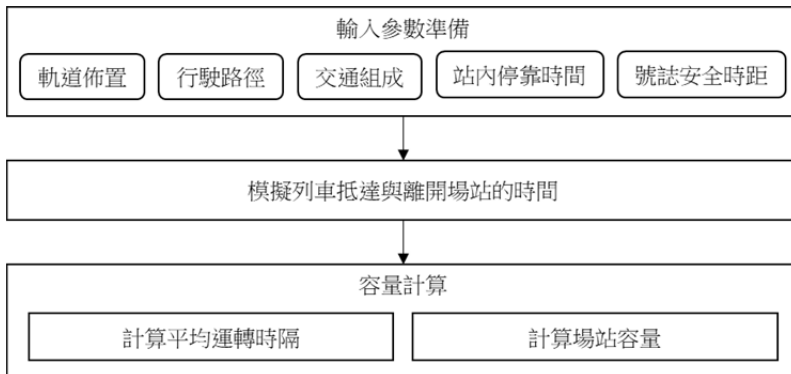 輸入參數準備
軌道佈置 行駛路徑 交通組成 站內停靠時間 號誌安全時距
模擬列車抵達與離開場站的時間
容量計算
計算平均運轉時隔 計算場站容量